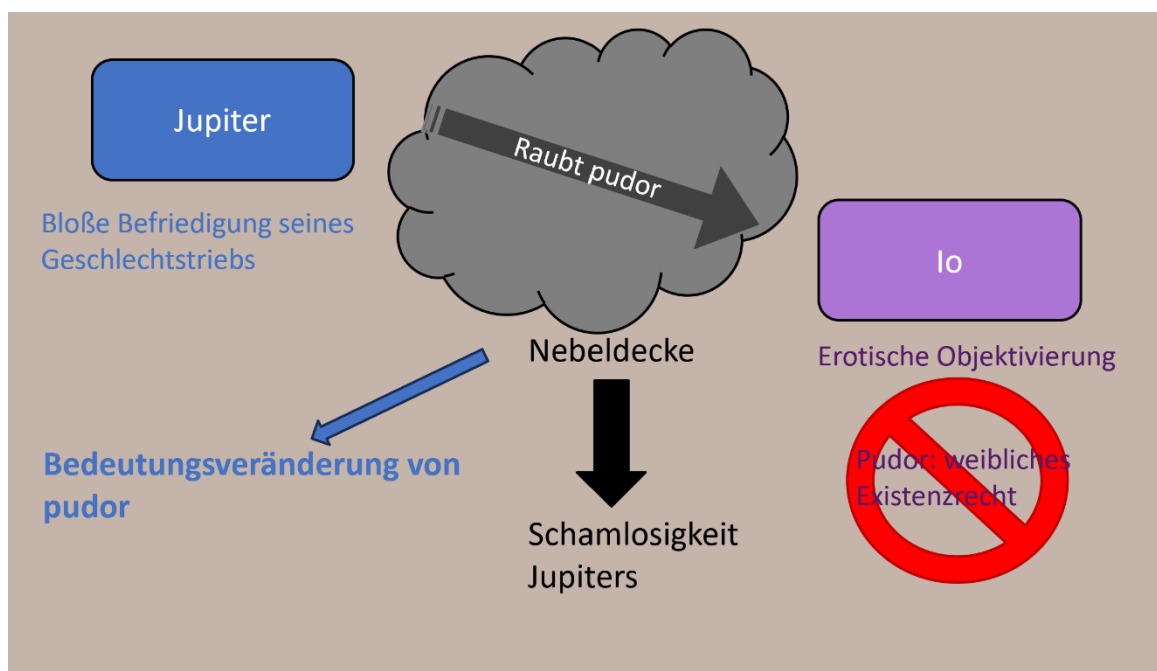 Jupiter
Raubt pudor
Bloße Befriedigung seines
Geschlechtstriebs
Io
Nebeldecke
Erotische Objektivierung
Bedeutungsveränderung von
pudor
Pudor: weibliches
Existenzrecht
Schamlosigkeit
Jupiters